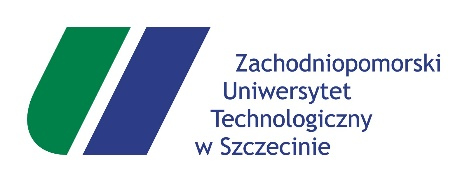 Zachodniopomorski
Uniwersytet
Technologiczny
w Szczecinie